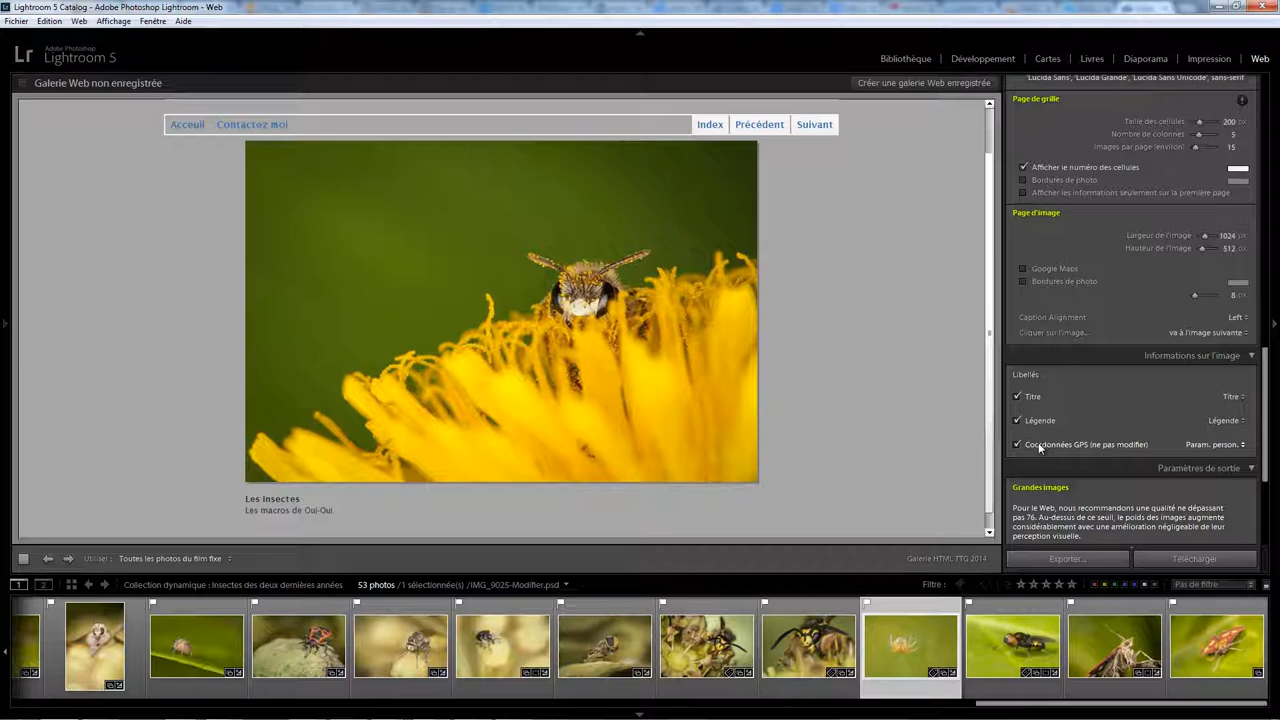 Lightroom 5 Catalog - Adobe Photoshop Lightroom - Web
Fichier Edition Web Affichage Fenêtre Aide
Lr Adobe Photoshop
Lightroom 5
Bibliothèque | Développement | Cartes | Livres | Diaporama | Impression | Web
Galerie Web non enregistrée
Créer une galerie Web enregistrée
'Lucida Sans', 'Lucida Grande', 'Lucida Sans Unicode', sans-serif
Acceuil Contactez moi Index Précédent Suivant
Page de grille
Taille des cellules 200 px
Nombre de colonnes 5
Images par page (environ) 15
Afficher le numéro des cellules
Bordures de photo
Afficher les informations seulement sur la première page
Page d'image
Largeur de l'image 1024 px
Hauteur de l'image 512 px
Google Maps
Bordures de photo
8 px
Caption Alignment Left
Cliquer sur l'image... va à l'image suivante
Informations sur l'image
Libellés
Titre Titre
Légende Légende
Coordonnées GPS (ne pas modifier) Param. person.
Paramètres de sortie
Grandes images
Pour le Web, nous recommandons une qualité ne dépassant
pas 76. Au-dessus de ce seuil, le poids des images augmente
considérablement avec une amélioration négligeable de leur
perception visuelle.
Les Insectes
Les macros de Oui-Oui
Utiliser : Toutes les photos du film fixe
Galerie HTML TTG 2014
Exporter... Télécharger
1 2 Collection dynamique : Insectes des deux dernières années 53 photos /1 sélectionnée(s) /IMG_9025-Modifier.psd
Filtre : Pas de filtre